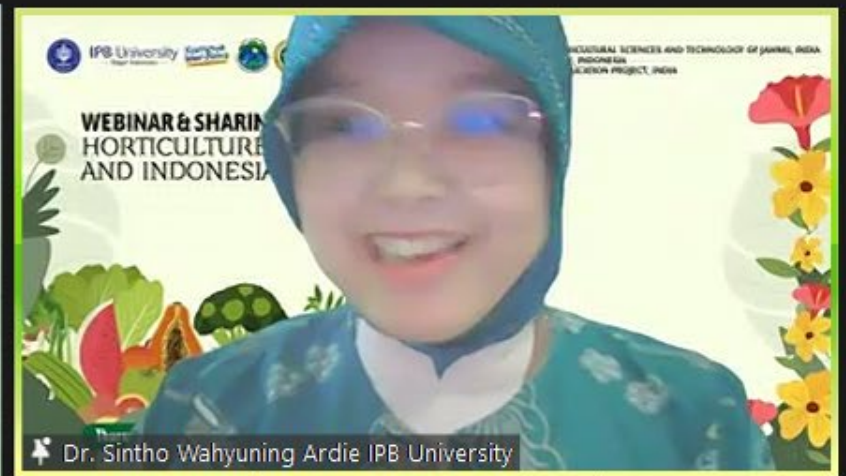 IPB University
WEBINAR & SHARIN
HORTICULTURE
AND INDONESIA
ICULTURAL SCIENCES AND TECHNOLOGY OF JAMMU, INDIA
INDONESIA
UCATION PROJECT, INDIA
Dr. Sintho Wahyuning Ardie IPB University